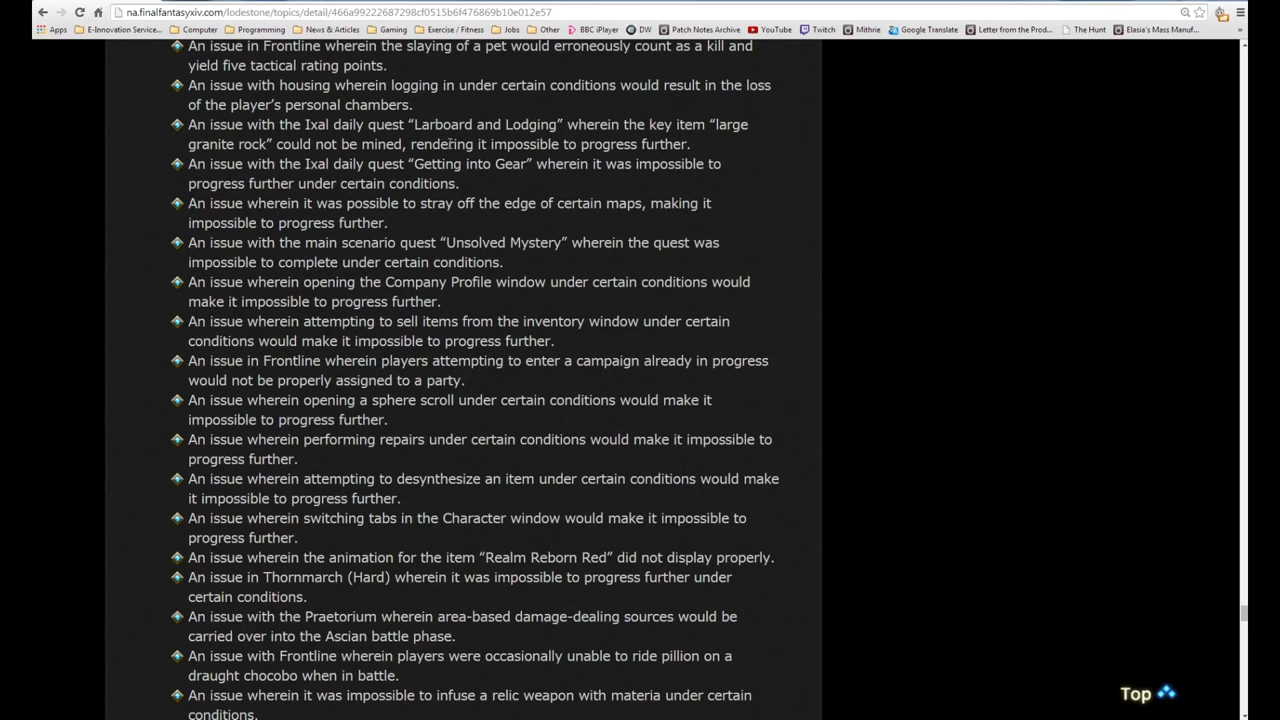 na.finalfantasyxiv.com/lodestone/topics/detail/466a99222687298cf0515b6f476869b10e012e57
Apps E-Innovation Service... Computer Programming News & Articles Gaming Exercise / Fitness Jobs Other BBC iPlayer DW Patch Notes Archive Mithrie YouTube Twitch Mithrie Google Translate Letter from the Prod... The Hunt Elasia's Mass Manuf...
An issue in Frontline wherein the slaying of a pet would erroneously count as a kill and
yield five tactical rating points.
An issue with housing wherein logging in under certain conditions would result in the loss
of the player's personal chambers.
An issue with the Ixal daily quest “Larboard and Lodging” wherein the key item “large
granite rock” could not be mined, rendering it impossible to progress further.
An issue with the Ixal daily quest “Getting into Gear” wherein it was impossible to
progress further under certain conditions.
An issue wherein it was possible to stray off the edge of certain maps, making it
impossible to progress further.
An issue with the main scenario quest “Unsolved Mystery” wherein the quest was
impossible to complete under certain conditions.
An issue wherein opening the Company Profile window under certain conditions would
make it impossible to progress further.
An issue wherein attempting to sell items from the inventory window under certain
conditions would make it impossible to progress further.
An issue in Frontline wherein players attempting to enter a campaign already in progress
would not be properly assigned to a party.
An issue wherein opening a sphere scroll under certain conditions would make it
impossible to progress further.
An issue wherein performing repairs under certain conditions would make it impossible to
progress further.
An issue wherein attempting to desynthesize an item under certain conditions would make
it impossible to progress further.
An issue wherein switching tabs in the Character window would make it impossible to
progress further.
An issue wherein the animation for the item “Realm Reborn Red” did not display properly.
An issue in Thornmarch (Hard) wherein it was impossible to progress further under
certain conditions.
An issue with the Praetorium wherein area-based damage-dealing sources would be
carried over into the Ascian battle phase.
An issue with Frontline wherein players were occasionally unable to ride pillion on a
draught chocobo when in battle.
An issue wherein it was impossible to infuse a relic weapon with materia under certain
conditions.
Top